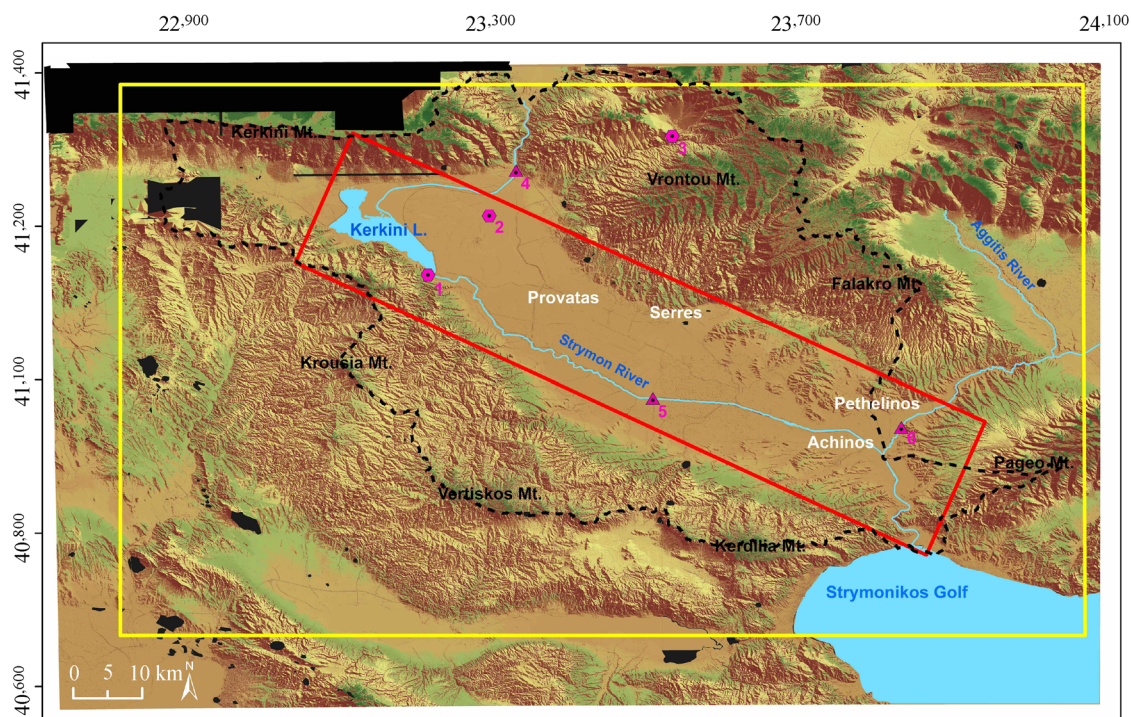 22,900 23,300 23,700 24,100
41,400
Kerkini Mt.
3
4
Vrontou Mt.
41,200
2
Kerkini L.
Aggitis River
1
Falakro Mt.
Provatas
Serres
Strymon River
Krousia Mt.
41,100
5
Pethelinos
6
Achinos
Pageo Mt.
Vertiskos Mt.
40,800
Kerdilia Mt.
Strymonikos Golf
N
0 5 10 km
40,600